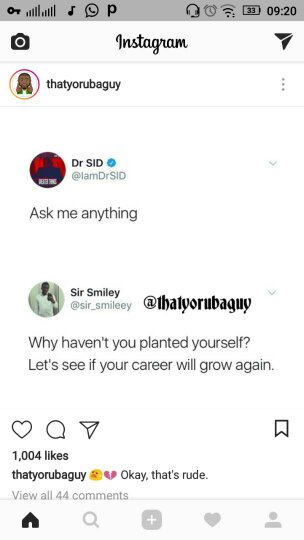 33 09:20
Instagram
thatyorubaguy
Dr SID
@IamDrSID
Ask me anything
Sir Smiley
@sir_smileey @thatyorubaguy
Why haven't you planted yourself?
Let's see if your career will grow again.
1,004 likes
thatyorubaguy 😴💔 Okay, that's rude.
View all 44 comments